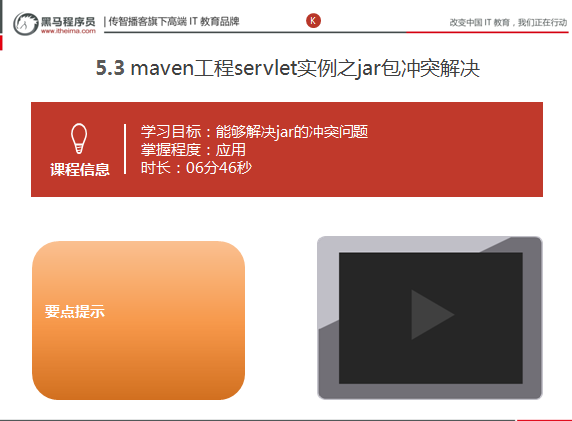 黑马程序员
www.itheima.com
传智播客旗下高端 IT 教育品牌
K
改变中国 IT 教育，我们正在行动
5.3 maven工程servlet实例之jar包冲突解决
课程信息
学习目标：能够解决jar的冲突问题
掌握程度：应用
时长：06分46秒
要点提示